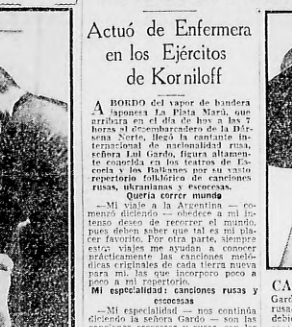 Actuó de Enfermera
en los Ejércitos
de Korniloff
A BORDO del vapor de bandera
japonesa La Plata Marú, que
arribara en el día de hoy a las 7
horas al desembarcadero de la Dár-
sena Norte, llegó la cantante in-
ternacional de nacionalidad rusa,
señora Lul Gardo, figura altamen-
te conocida en los teatros de Es-
cocia y los Balkanes por su vasto
repertorio folklórico de canciones
rusas, ukranianas y escocesas.
Quería correr mundo
—Mi viaje a la Argentina — co-
menzó diciendo — obedece a mi in-
tenso deseo de recorrer el mundo,
pues deben saber que tal es mi pla-
cer favorito. Por otra parte, siempre
estos viajes me ayudan a conocer
prácticamente las canciones meló-
dicas originales de cada tierra nueva
para mí, las que incorporo poco a
poco a mi repertorio.
Mi especialidad: canciones rusas y
escocesas
—Mi especialidad — nos continúa
diciendo la señora Gardo — son las
CA
Gard
rusa
debi